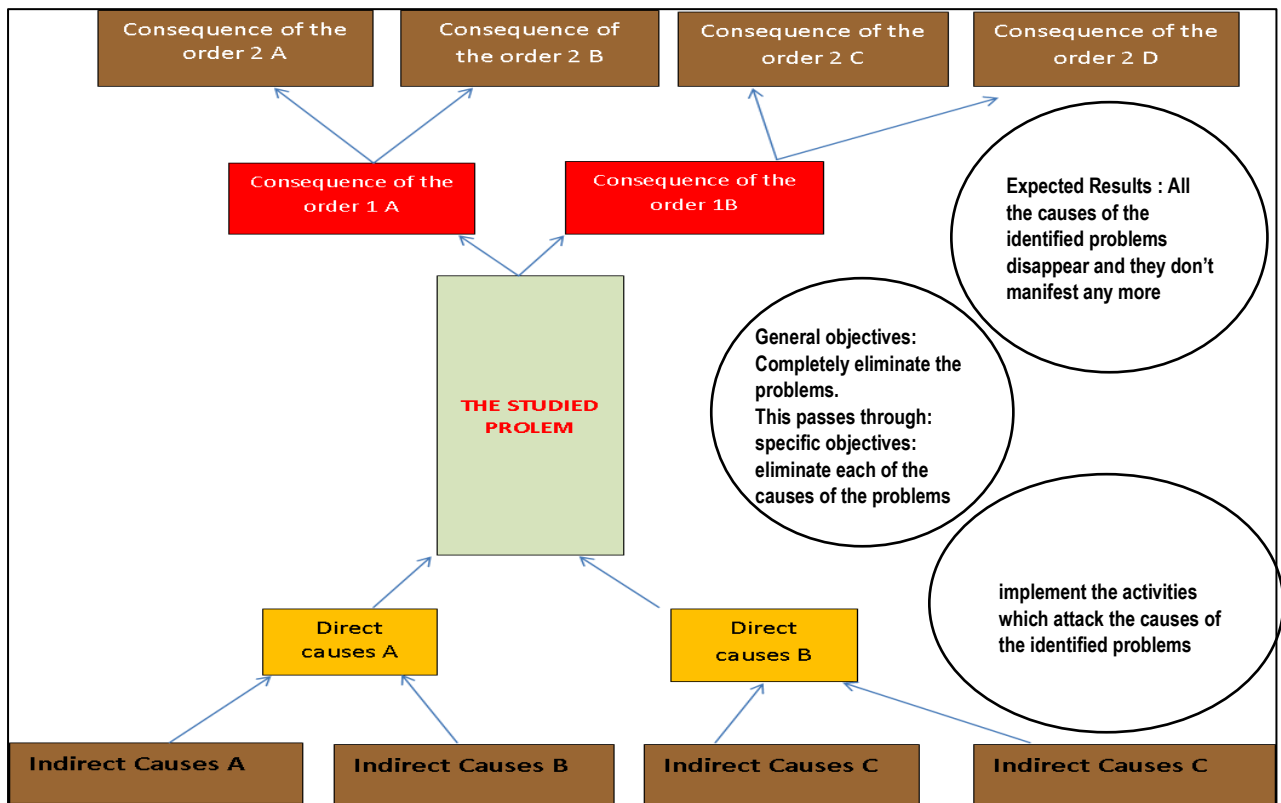 Consequence of the
order 2 A
Consequence of
the order 2 B
Consequence of the
order 2 C
Consequence of the
order 2 D
Consequence of the
order 1 A
Consequence of the
order 1B
Expected Results : All
the causes of the
identified problems
disappear and they don’t
manifest any more
General objectives:
Completely eliminate the
problems.
This passes through:
specific objectives:
eliminate each of the
causes of the problems
THE STUDIED
PROLEM
implement the activities
which attack the causes of
the identified problems
Direct
causes A
Direct
causes B
Indirect Causes A
Indirect Causes B
Indirect Causes C
Indirect Causes C